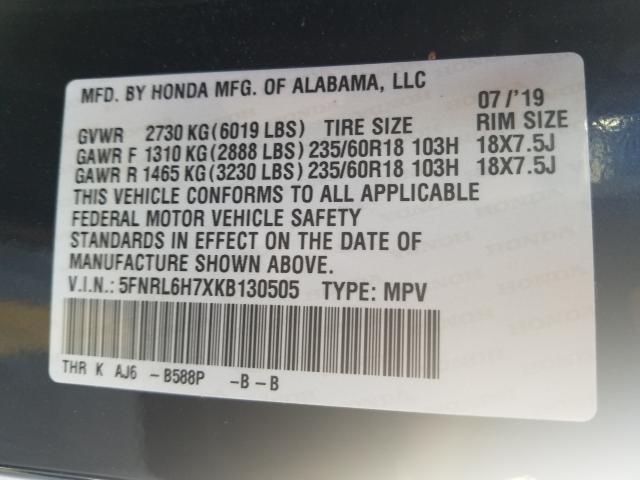 MFD. BY HONDA MFG. OF ALABAMA, LLC
07/'19
GVWR 2730 KG(6019 LBS) TIRE SIZE RIM SIZE
GAWR F 1310 KG(2888 LBS) 235/60R18 103H 18X7.5J
GAWR R 1465 KG(3230 LBS) 235/60R18 103H 18X7.5J
THIS VEHICLE CONFORMS TO ALL APPLICABLE
FEDERAL MOTOR VEHICLE SAFETY
STANDARDS IN EFFECT ON THE DATE OF
MANUFACTURE SHOWN ABOVE.
V.I.N.: 5FNRL6H7XKB130505 TYPE: MPV
THR K AJ6 -B588P -B-B